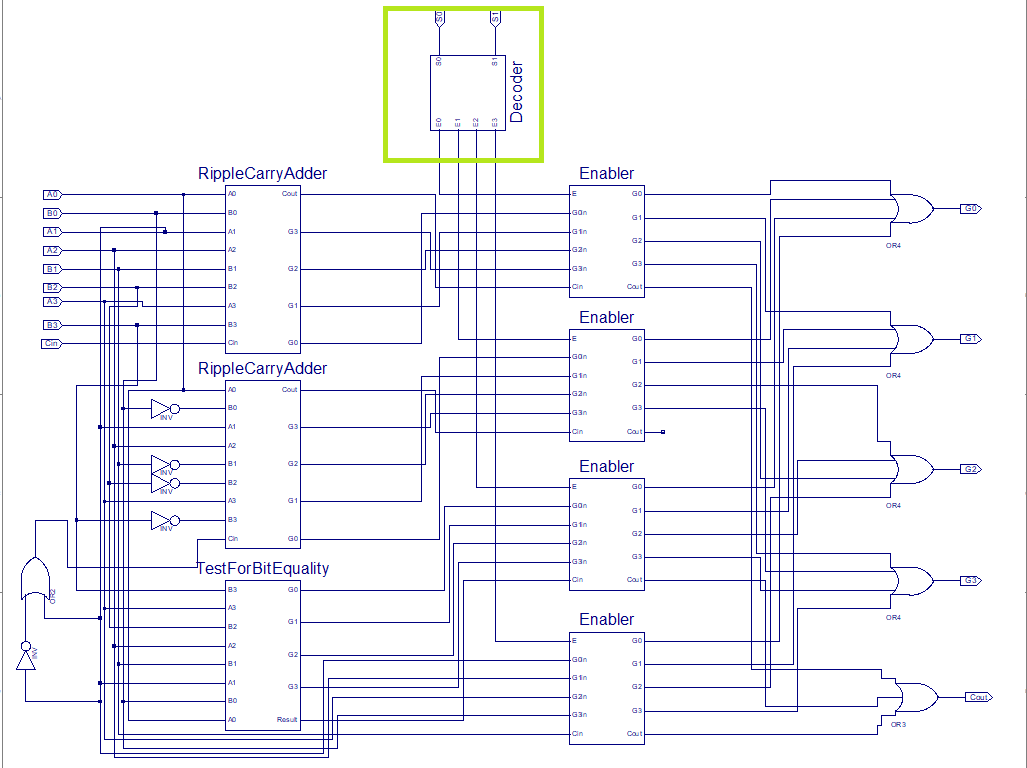 S0
S1
S0
S1
Decoder
E0
E1
E2
E3
RippleCarryAdder
Enabler
A0
B0
A1
A2
B1
B2
A3
B3
Cin
A0
B0
A1
A2
B1
B2
A3
B3
Cin
Cout
G3
G2
G1
G0
E
G0in
G1in
G2in
G3in
Cin
G0
G1
G2
G3
Cout
OR4
G0
RippleCarryAdder
A0
B0
A1
A2
B1
B2
A3
B3
Cin
Cout
G3
G2
G1
G0
INV
INV
INV
INV
Enabler
E
G0in
G1in
G2in
G3in
Cin
G0
G1
G2
G3
Cout
OR4
G1
Enabler
E
G0in
G1in
G2in
G3in
Cin
G0
G1
G2
G3
Cout
OR4
G2
OR2
INV
TestForBitEquality
B3
A3
B2
A2
B1
A1
B0
A0
G0
G1
G2
G3
Result
OR4
G3
Enabler
E
G0in
G1in
G2in
G3in
Cin
G0
G1
G2
G3
Cout
OR3
Cout